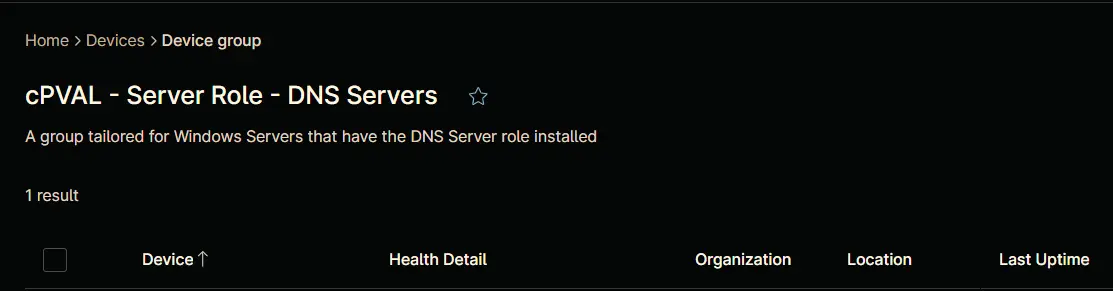 Home > Devices > Device group
cPVAL - Server Role - DNS Servers
A group tailored for Windows Servers that have the DNS Server role installed
1 result
Device ↑ Health Detail Organization Location Last Uptime